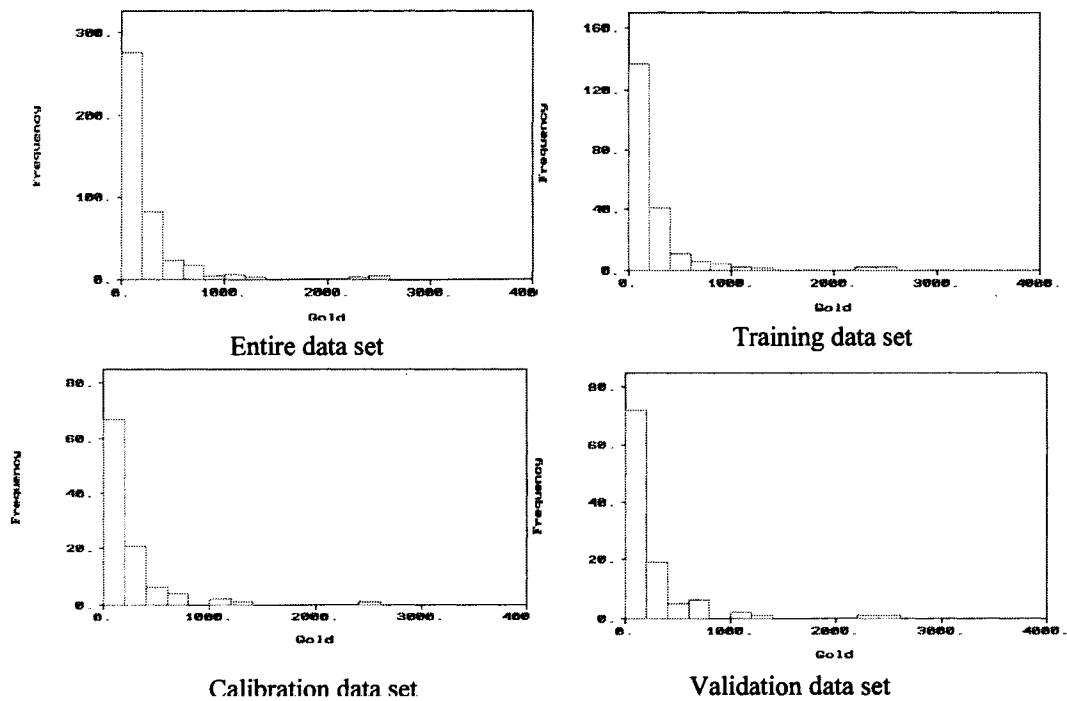 300.
200.
100.
0.
Frequency
0. 1000. 2000. 3000. 400
Gold
Entire data set
160.
120.
80.
40.
0.
Frequency
0. 1000. 2000. 3000. 4000.
Gold
Training data set
80.
60.
40.
20.
0.
Frequency
0. 1000. 2000. 3000. 400
Gold
Calibration data set
80.
60.
40.
20.
0.
Frequency
0. 1000. 2000. 3000. 4000.
Gold
Validation data set